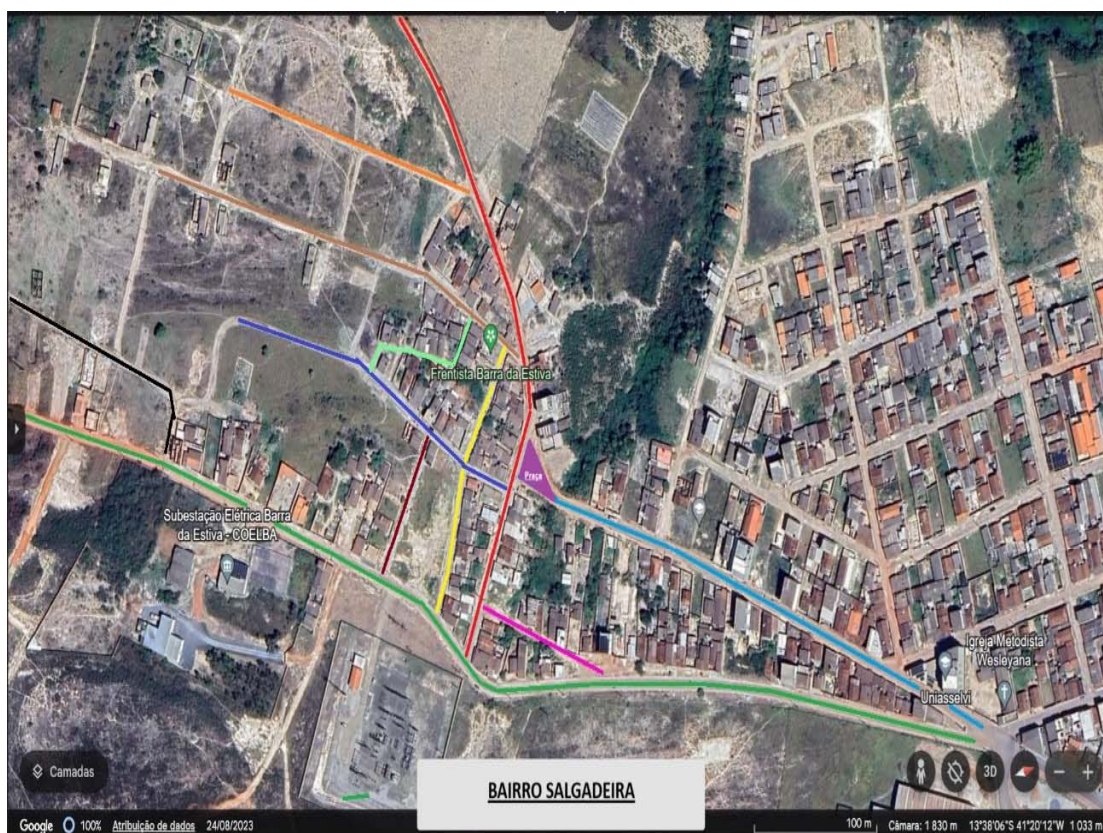 Frentista Barra da Estiva
Praça
Subestação Elétrica Barra
da Estiva - COELBA
Igreja Metodista
Wesleyana
Uniasselvi
Camadas
3D
BAIRRO SALGADEIRA
Google 100% Atribuição de dados 24/08/2023 100 m Câmera: 1 830 m 13°38'06"S 41°20'12"W 1 033 m